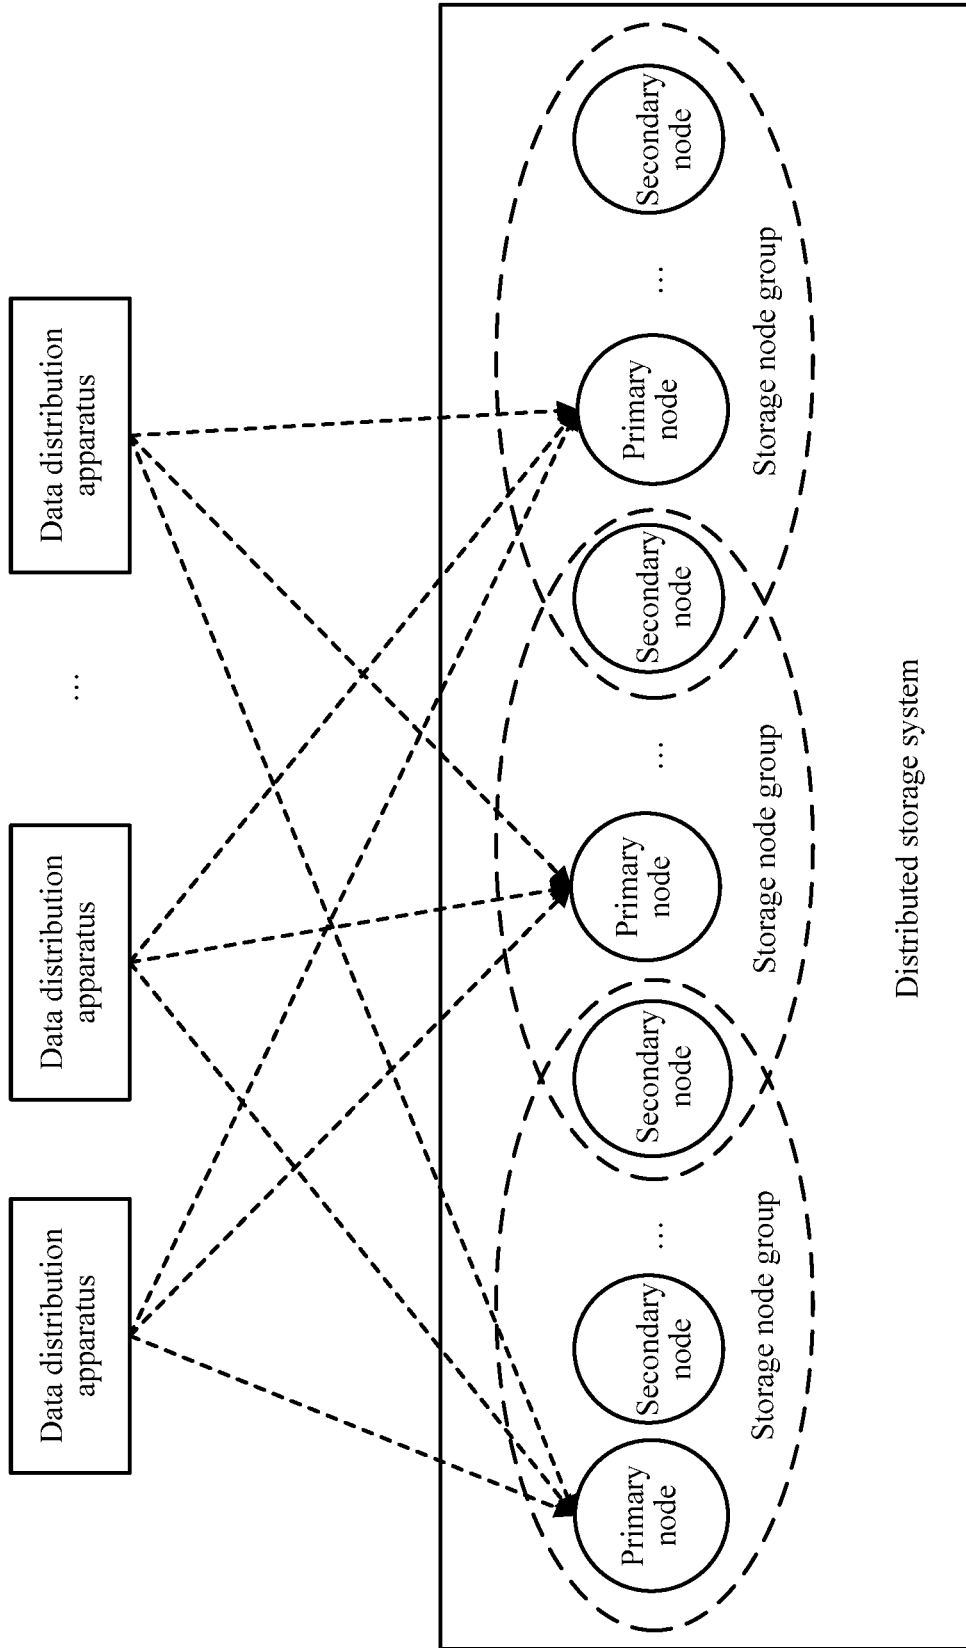 Data distribution
apparatus
Data distribution
apparatus
...
Data distribution
apparatus
Primary
node
Secondary
node
...
Secondary
node
Primary
node
...
Secondary
node
Primary
node
...
Secondary
node
Storage node group
Storage node group
Storage node group
Distributed storage system